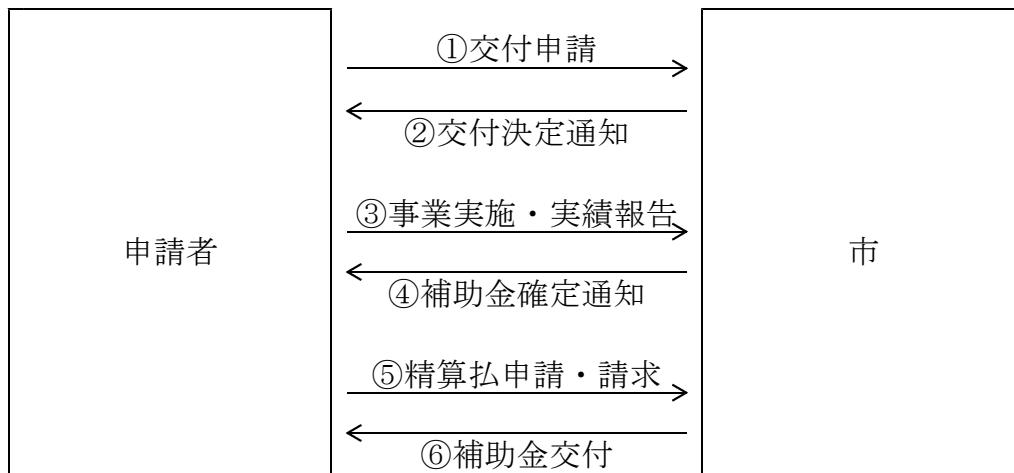 ①交付申請
②交付決定通知
③事業実施・実績報告
申請者
市
④補助金確定通知
⑤精算払申請・請求
⑥補助金交付